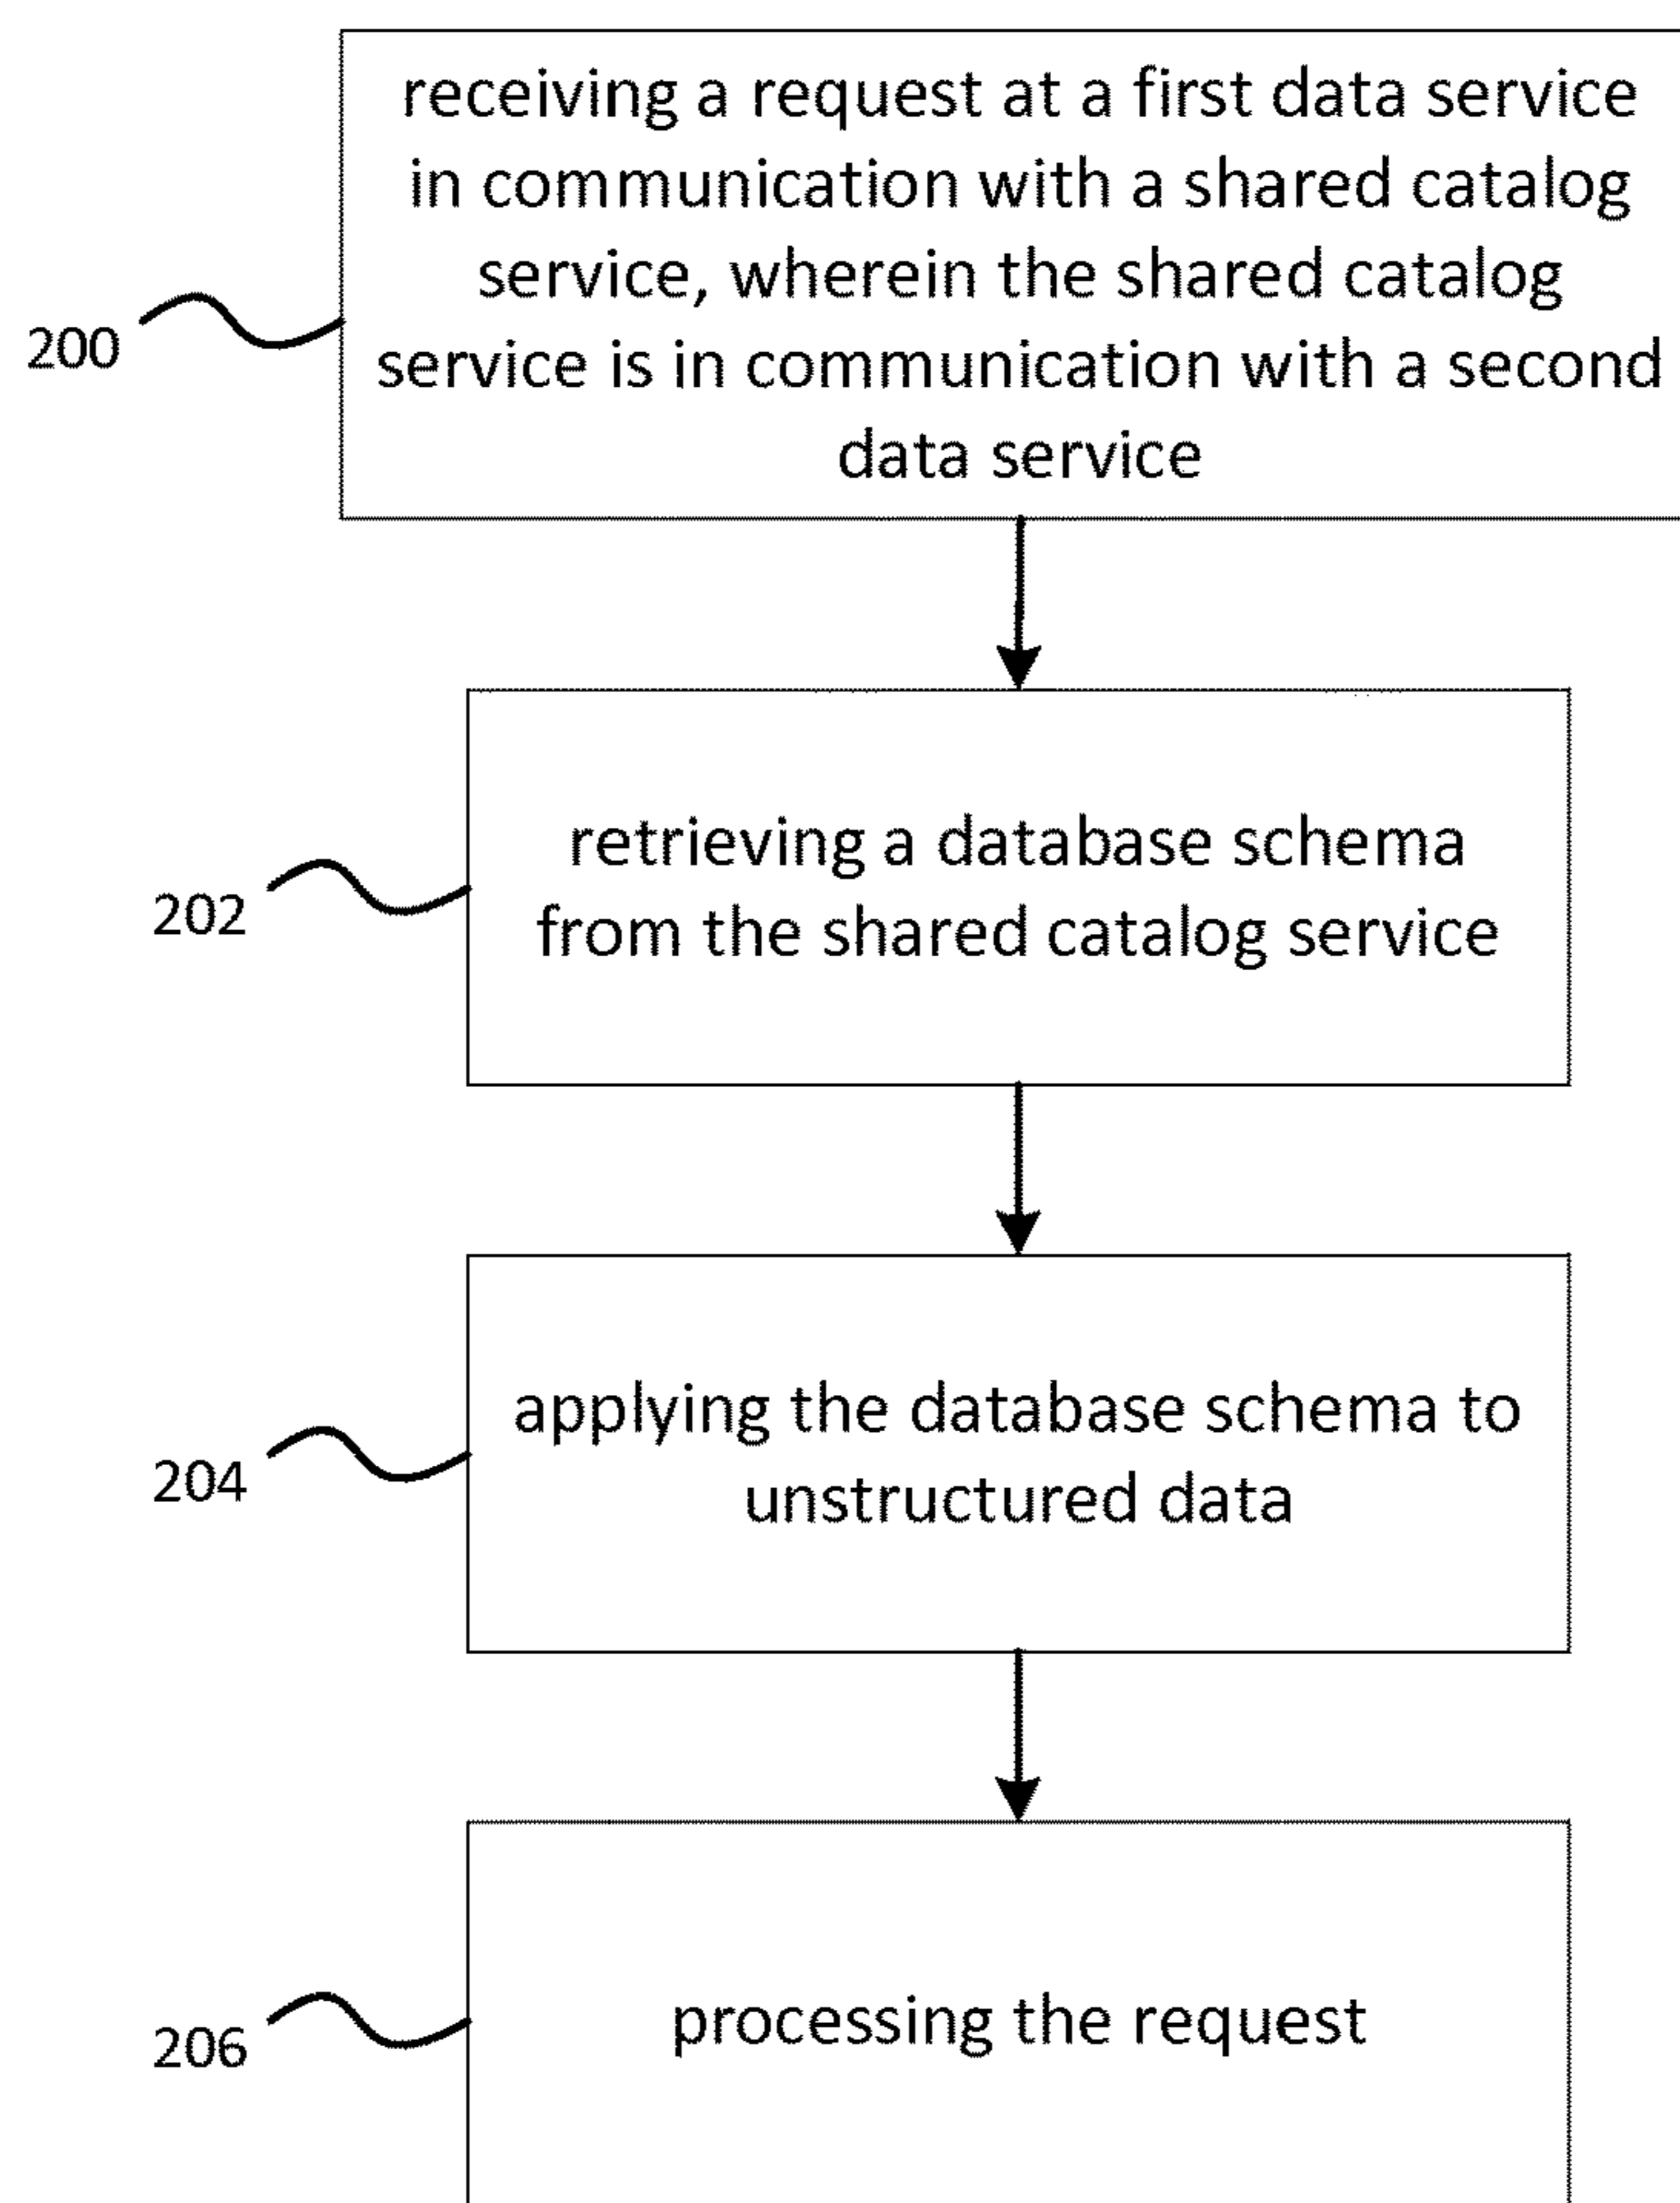 receiving a request at a first data service
in communication with a shared catalog
service, wherein the shared catalog
service is in communication with a second
data service
200
retrieving a database schema
from the shared catalog service
202
applying the database schema to
unstructured data
204
processing the request
206